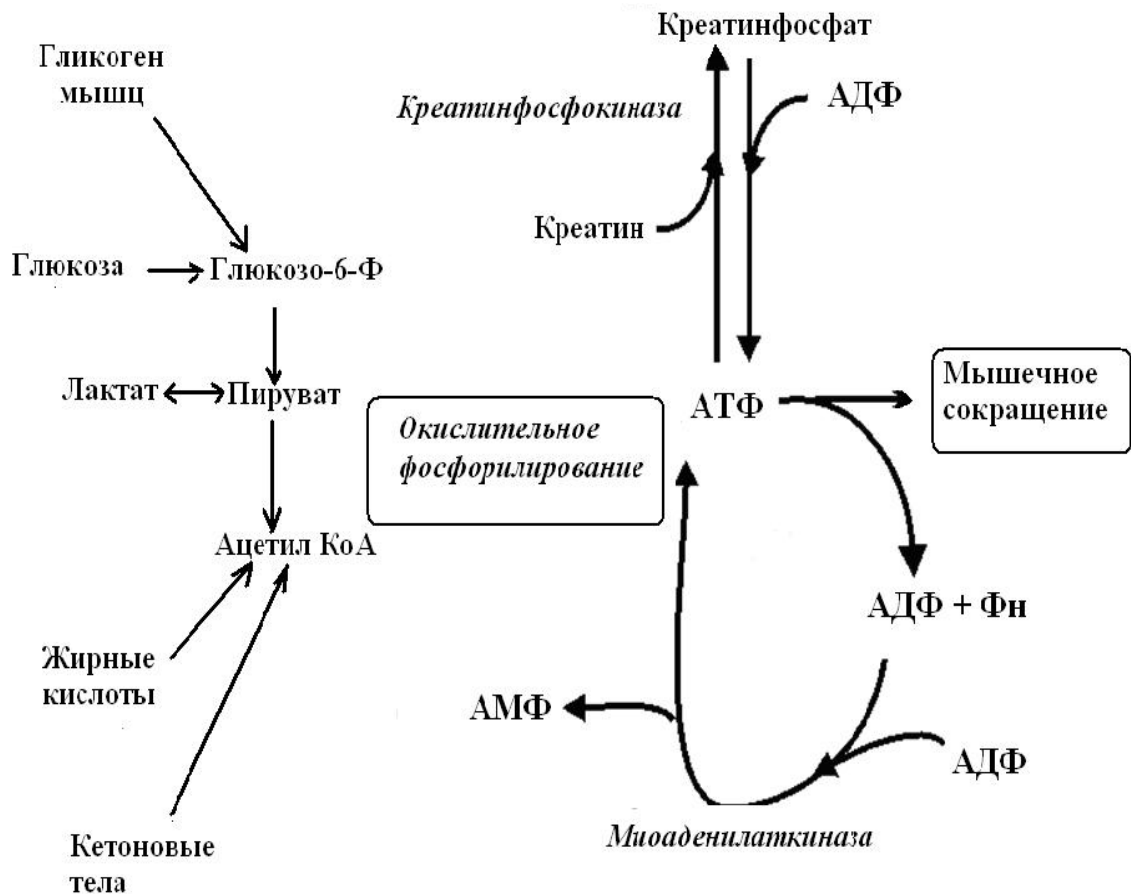 Креатинфосфат
Гликоген
мышц
АДФ
Креатинфосфокиназа
Креатин
Глюкоза
Глюкозо-6-Ф
Лактат
Пируват
Мышечное
сокращение
АТФ
Окислительное
фосфорилирование
Ацетил КоА
АДФ + Фн
Жирные
кислоты
АМФ
АДФ
Миоаденилаткиназа
Кетоновые
тела